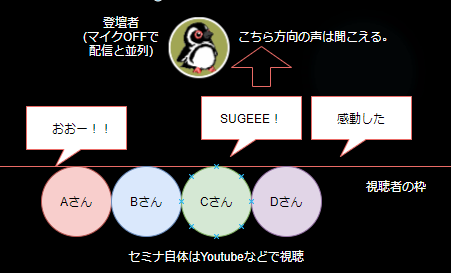 登壇者
(マイクOFFで
配信と並列)
こちら方向の声は聞こえる。
おおー！！
SUGEEE！
感動した
Aさん
Bさん
Cさん
Dさん
視聴者の枠
セミナ自体はYoutubeなどで視聴